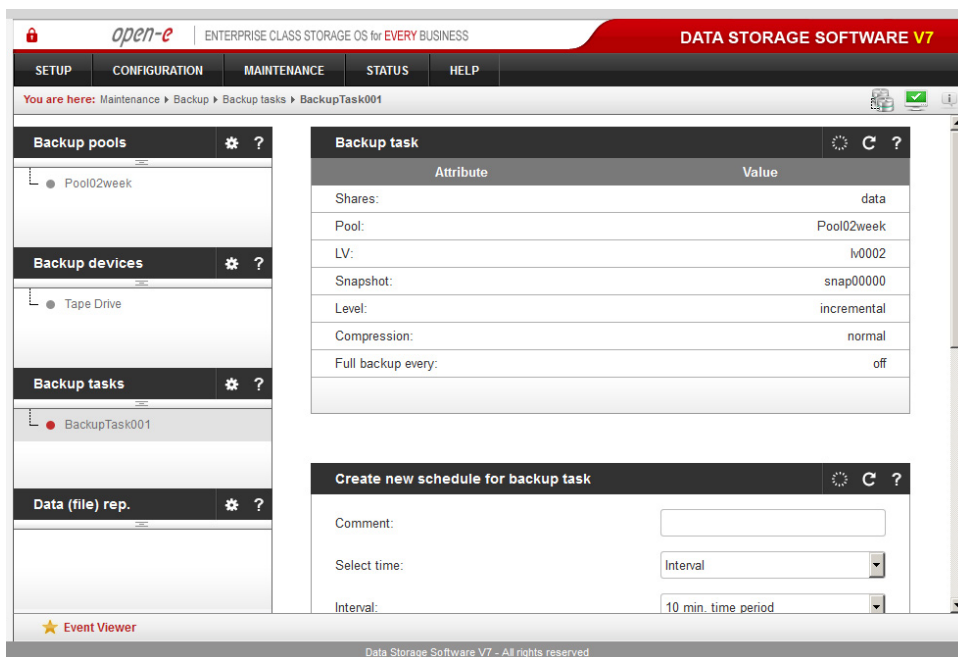 open-e ENTERPRISE CLASS STORAGE OS for EVERY BUSINESS DATA STORAGE SOFTWARE V7
SETUP CONFIGURATION MAINTENANCE STATUS HELP
You are here: Maintenance Backup Backup tasks BackupTask001
Backup pools ?
Pool02week
Backup devices ?
Tape Drive
Backup tasks ?
BackupTask001
Data (file) rep. ?
Backup task ?
Attribute Value
Shares: data
Pool: Pool02week
LV: lv0002
Snapshot: snap00000
Level: incremental
Compression: normal
Full backup every: off
Create new schedule for backup task ?
Comment:
Select time: Interval
Interval: 10 min. time period
Event Viewer
Data Storage Software V7 - All rights reserved